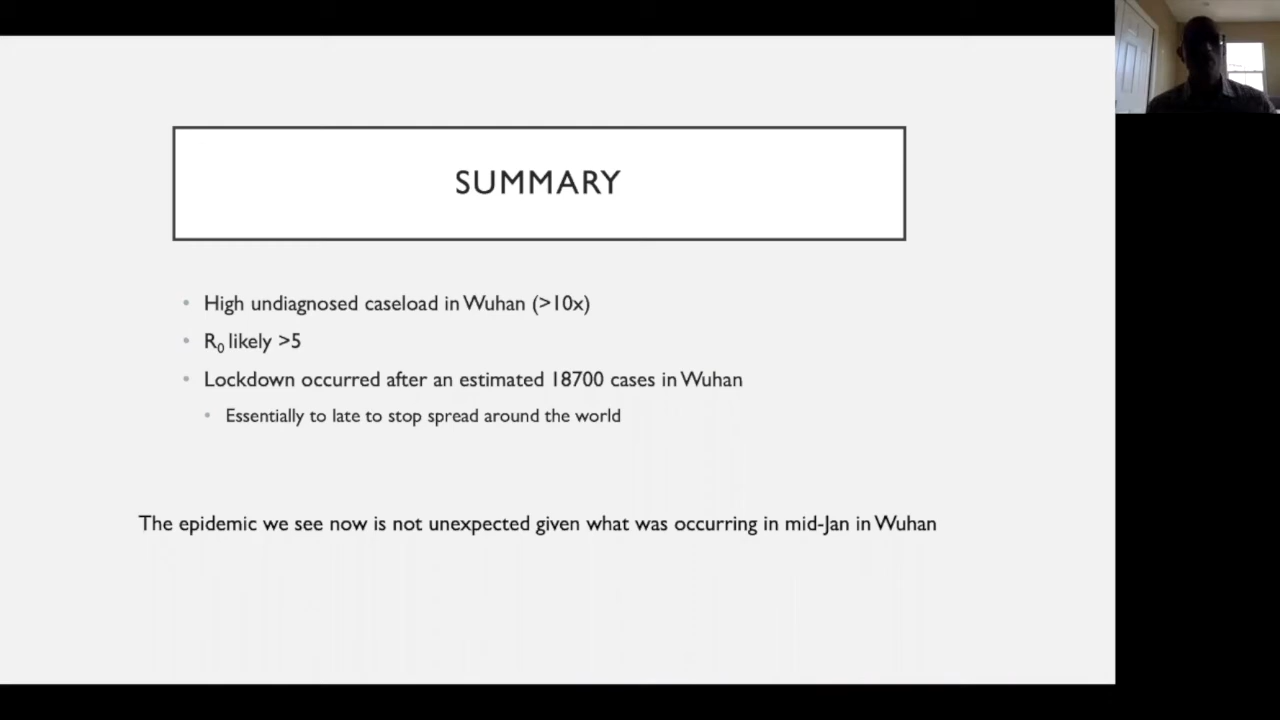 SUMMARY
• High undiagnosed caseload in Wuhan (>10x)
• R0 likely >5
• Lockdown occurred after an estimated 18700 cases in Wuhan
• Essentially to late to stop spread around the world
The epidemic we see now is not unexpected given what was occurring in mid-Jan in Wuhan